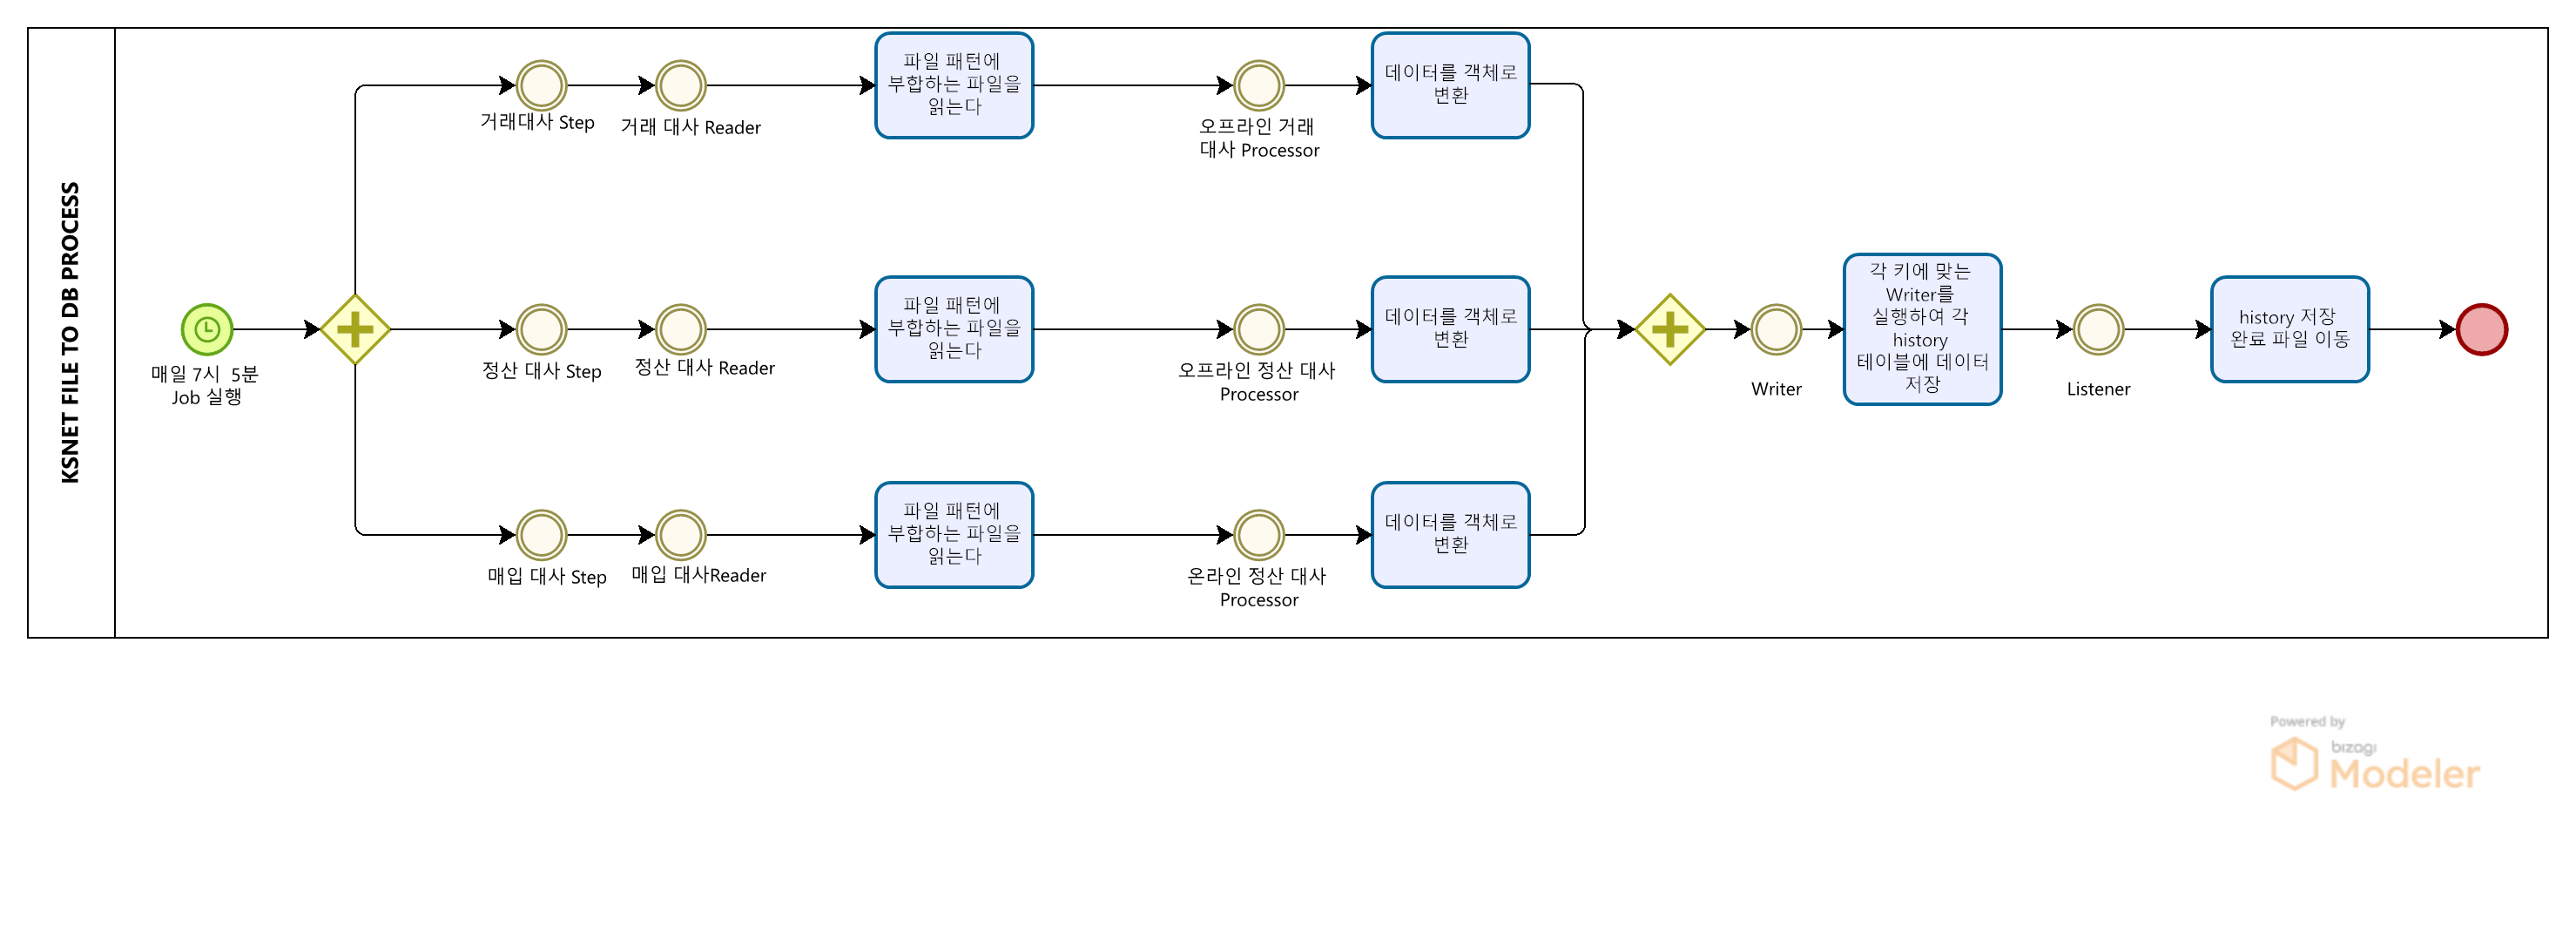 KSNET FILE TO DB PROCESS
매일 7시  5분
Job 실행
거래대사 Step
거래 대사 Reader
파일 패턴에
부합하는 파일을
읽는다
오프라인 거래
대사 Processor
데이터를 객체로
변환
정산 대사 Step
정산 대사 Reader
파일 패턴에
부합하는 파일을
읽는다
오프라인 정산 대사
Processor
데이터를 객체로
변환
매입 대사 Step
매입 대사Reader
파일 패턴에
부합하는 파일을
읽는다
온라인 정산 대사
Processor
데이터를 객체로
변환
Writer
각 키에 맞는
Writer를
실행하여 각
history
테이블에 데이터
저장
Listener
history 저장
완료 파일 이동
Powered by
bizagi
Modeler